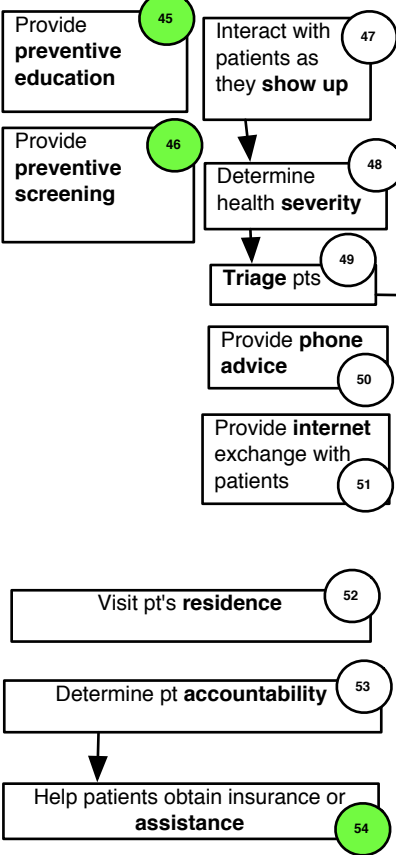 Provide
preventive
education
45
Interact with
patients as
they show up
47
Provide
preventive
screening
46
Determine
health severity
48
Triage pts
49
Provide phone
advice
50
Provide internet
exchange with
patients
51
Visit pt's residence
52
Determine pt accountability
53
Help patients obtain insurance or
assistance
54